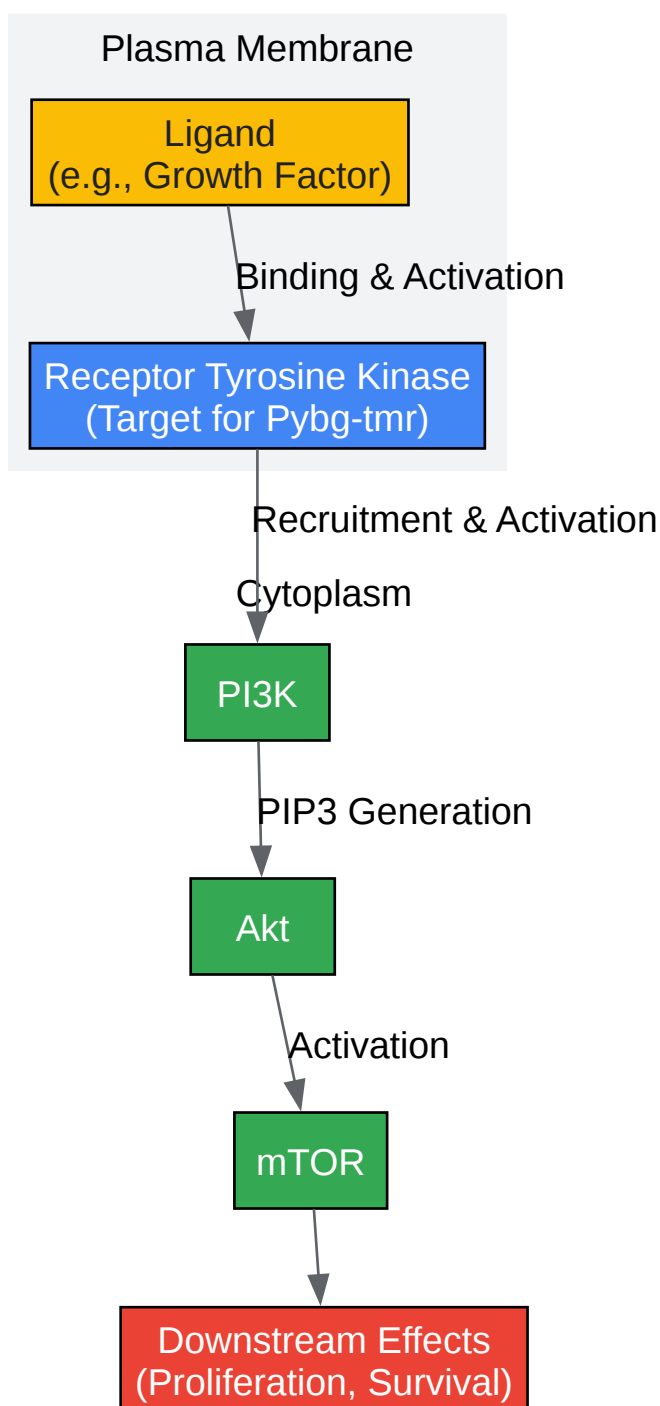 Plasma Membrane
Ligand
(e.g., Growth Factor)
Binding & Activation
Receptor Tyrosine Kinase
(Target for Pybg-tmr)
Recruitment & Activation
Cytoplasm
PI3K
PIP3 Generation
Akt
Activation
mTOR
Downstream Effects
(Proliferation, Survival)